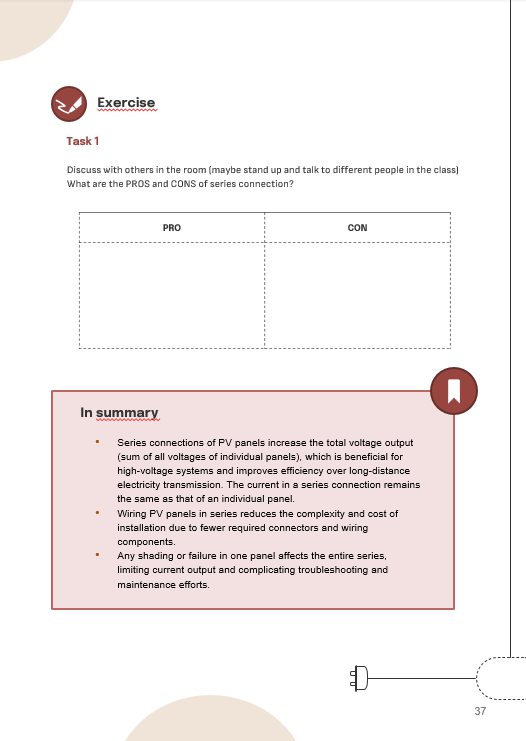 Exercise
Task 1
Discuss with others in the room (maybe stand up and talk to different people in the class)
What are the PROS and CONS of series connection?
PRO
CON
In summary
• Series connections of PV panels increase the total voltage output
(sum of all voltages of individual panels), which is beneficial for
high-voltage systems and improves efficiency over long-distance
electricity transmission. The current in a series connection remains
the same as that of an individual panel.
• Wiring PV panels in series reduces the complexity and cost of
installation due to fewer required connectors and wiring
components.
• Any shading or failure in one panel affects the entire series,
limiting current output and complicating troubleshooting and
maintenance efforts.
37